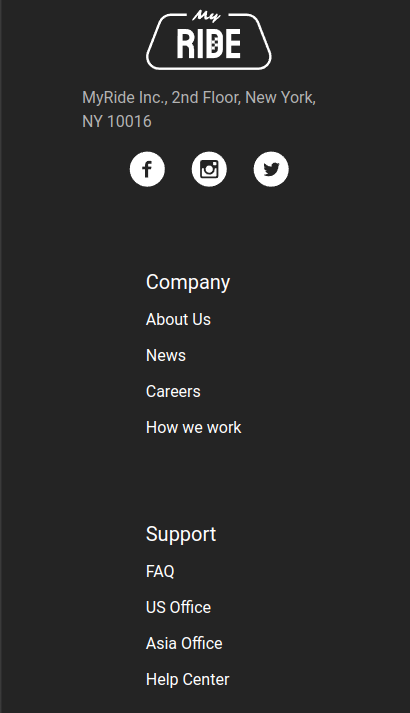 My
RIDE
MyRide Inc., 2nd Floor, New York,
NY 10016
Company
About Us
News
Careers
How we work
Support
FAQ
US Office
Asia Office
Help Center